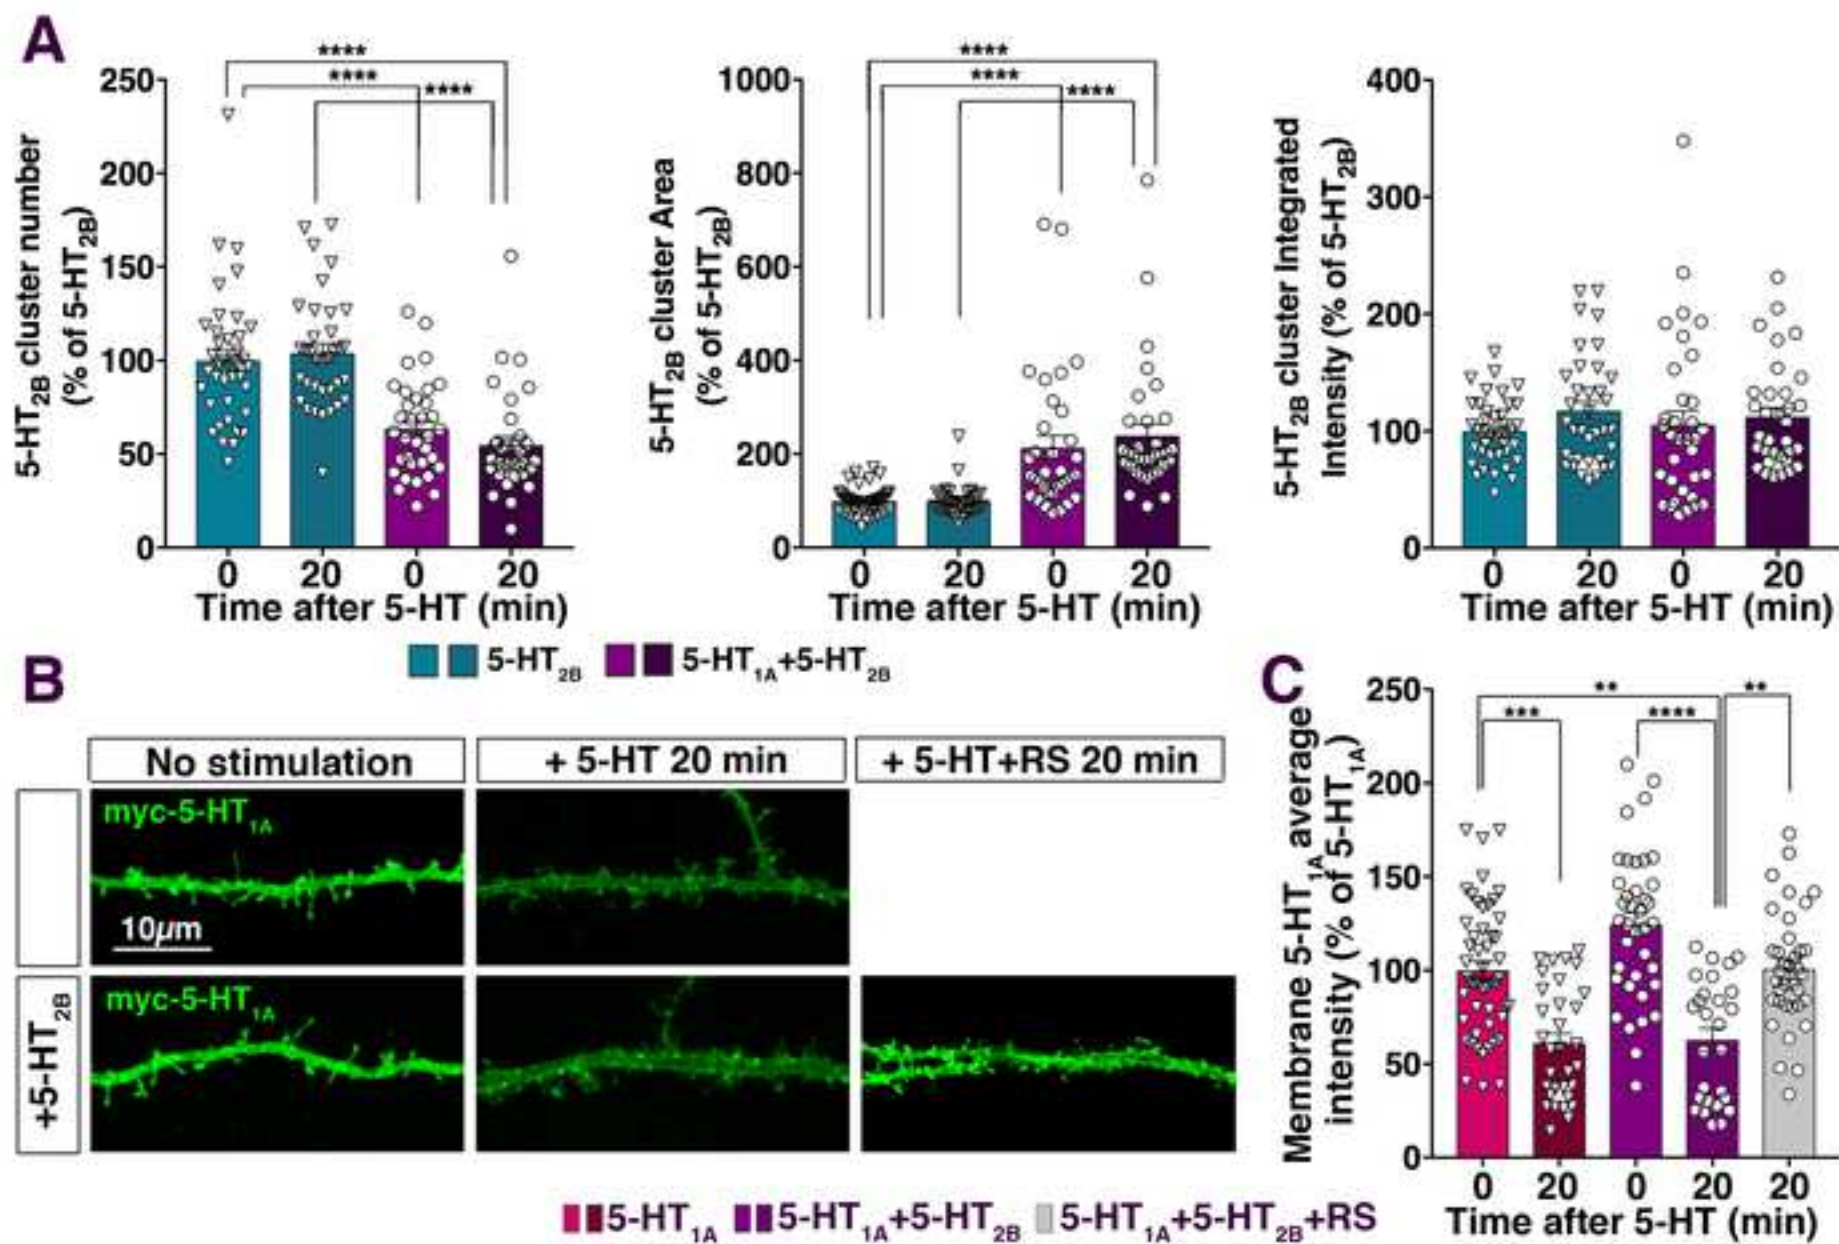 A
5-HT2B cluster number
(% of 5-HT2B)
250
200
150
100
50
0
****
****
****
0 20 0 20
Time after 5-HT (min)
5-HT2B cluster Area
(% of 5-HT2B)
1000
800
600
400
200
0
****
****
****
0 20 0 20
Time after 5-HT (min)
5-HT2B cluster Integrated
Intensity (% of 5-HT2B)
400
300
200
100
0
0 20 0 20
Time after 5-HT (min)
5-HT2B 5-HT1A+5-HT2B
B
No stimulation
+ 5-HT 20 min
+ 5-HT+RS 20 min
myc-5-HT1A
10µm
+5-HT2B
myc-5-HT1A
C
Membrane 5-HT1A average
intensity (% of 5-HT1A)
250
200
150
100
50
0
** **
*** ****
0 20 0 20 20
Time after 5-HT (min)
5-HT1A 5-HT1A+5-HT2B 5-HT1A+5-HT2B+RS